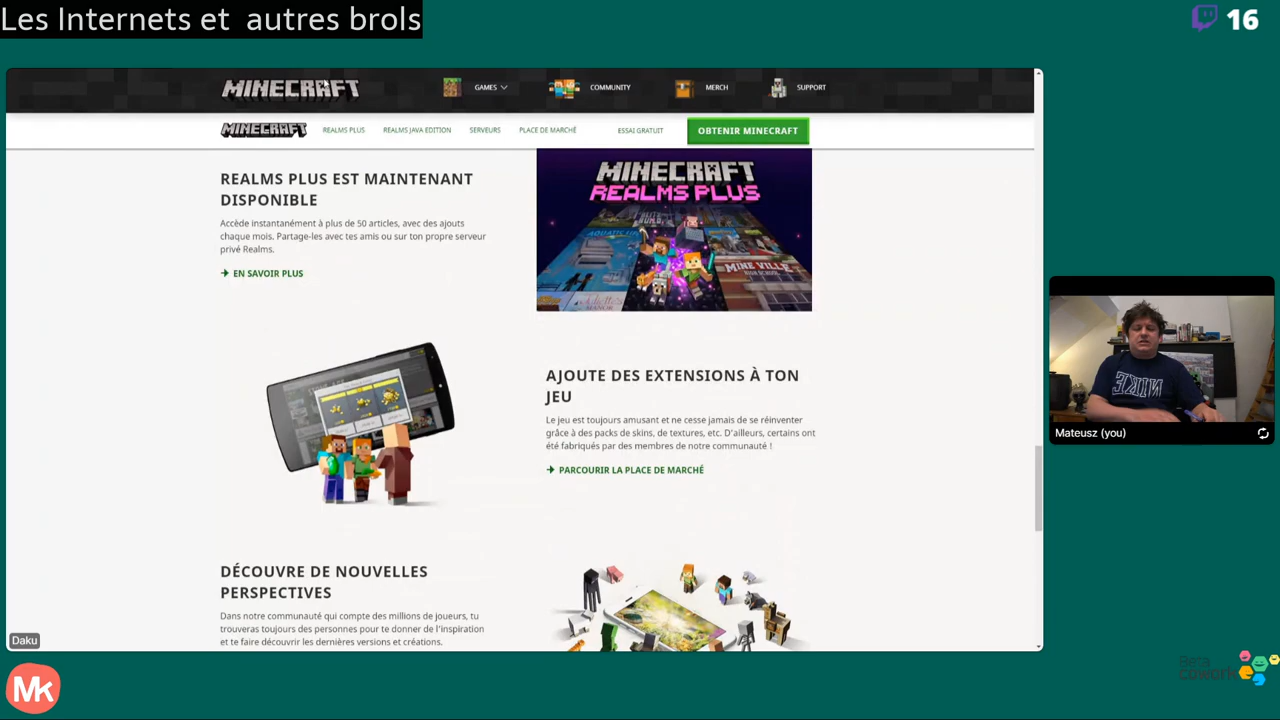 Les Internets et autres brols
16
MINECRAFT
GAMES
COMMUNITY
MERCH
SUPPORT
MINECRAFT
REALMS PLUS
REALMS JAVA EDITION
SERVEURS
PLACE DE MARCHÉ
ESSAI GRATUIT
OBTENIR MINECRAFT
REALMS PLUS EST MAINTENANT
DISPONIBLE
Accède instantanément à plus de 50 articles, avec des ajouts
chaque mois. Partage-les avec tes amis ou sur ton propre serveur
privé Realms.
EN SAVOIR PLUS
MINECRAFT
REALMS PLUS
MINE VILLE
AJOUTE DES EXTENSIONS À TON
JEU
Le jeu est toujours amusant et ne cesse jamais de se réinventer
grâce à des packs de skins, de textures, etc. D'ailleurs, certains ont
été fabriqués par des membres de notre communauté !
PARCOURIR LA PLACE DE MARCHÉ
DÉCOUVRE DE NOUVELLES
PERSPECTIVES
Dans notre communauté qui compte des millions de joueurs, tu
trouveras toujours des personnes pour te donner de l'inspiration
et te faire découvrir les dernières versions et créations.
Daku
NIKE
Mateusz (you)
Mk
Beta
cowork